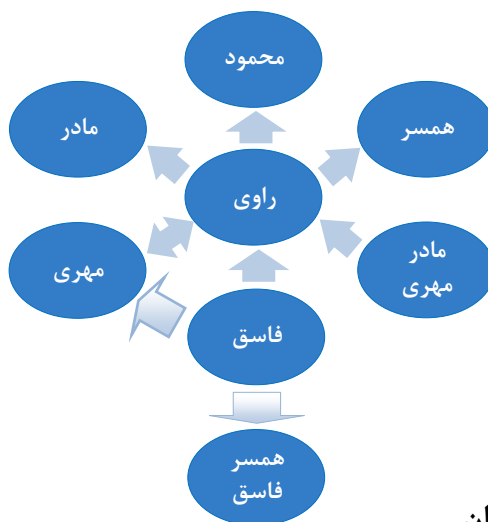 محمود
همسر
مادر
راوی
مادر
مهری
مهری
فاسق
همسر
فاسق